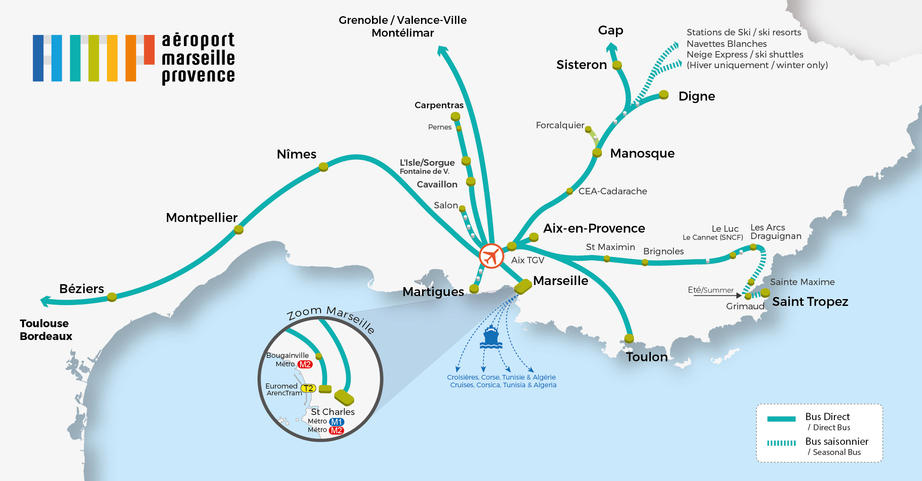 aéroport
marseille
provence
Grenoble / Valence-Ville
Montélimar
Gap
Stations de Ski / ski resorts
Navettes Blanches
Neige Express / ski shuttles
(Hiver uniquement / winter only)
Sisteron
Digne
Carpentras
Pernes
Forcalquier
Manosque
Nîmes
L'Isle/Sorgue
Fontaine de V.
Cavaillon
CEA-Cadarache
Salon
Montpellier
Aix-en-Provence
Aix TGV
St Maximin
Brignoles
Le Luc
Le Cannet (SNCF)
Les Arcs
Draguignan
Béziers
Martigues
Marseille
Sainte Maxime
Eté/Summer
Grimaud
Saint Tropez
Toulouse
Bordeaux
Toulon
Zoom Marseille
Bougainville
Métro M2
Euromed
ArencTram T2
St Charles
Métro M1
Métro M2
Croisières, Corse, Tunisie & Algérie
Cruises, Corsica, Tunisia & Algeria
Bus Direct
/ Direct Bus
Bus saisonnier
/ Seasonal Bus